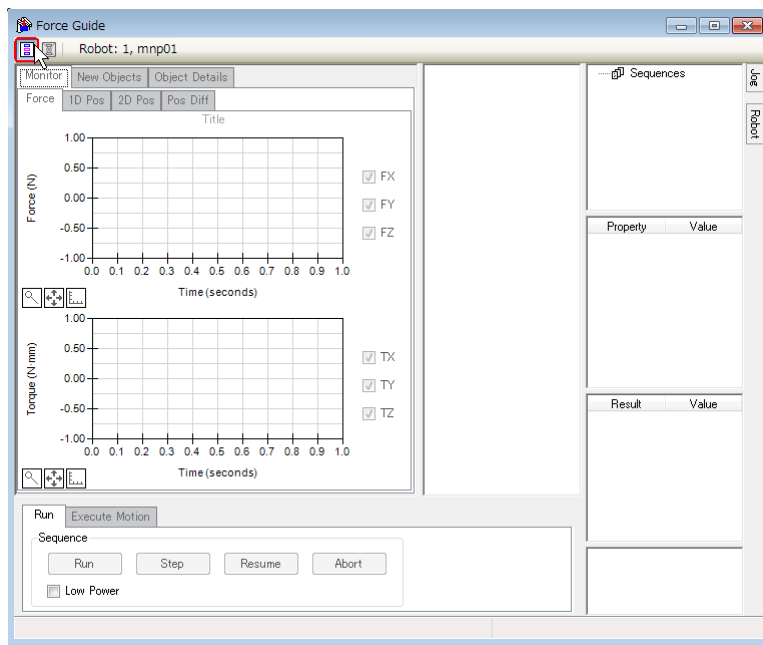 Force Guide
Robot: 1, mnp01
Monitor New Objects Object Details
Force 1D Pos 2D Pos Pos Diff
Title
1.00
0.50
0.00
-0.50
-1.00
Force (N)
0.0 0.1 0.2 0.3 0.4 0.5 0.6 0.7 0.8 0.9 1.0
Time (seconds)
FX
FY
FZ
1.00
0.50
0.00
-0.50
-1.00
Torque (N·mm)
0.0 0.1 0.2 0.3 0.4 0.5 0.6 0.7 0.8 0.9 1.0
Time (seconds)
TX
TY
TZ
Run Execute Motion
Sequence
Run Step Resume Abort
Low Power
Sequences
Property Value
Result Value
Jog
Robot